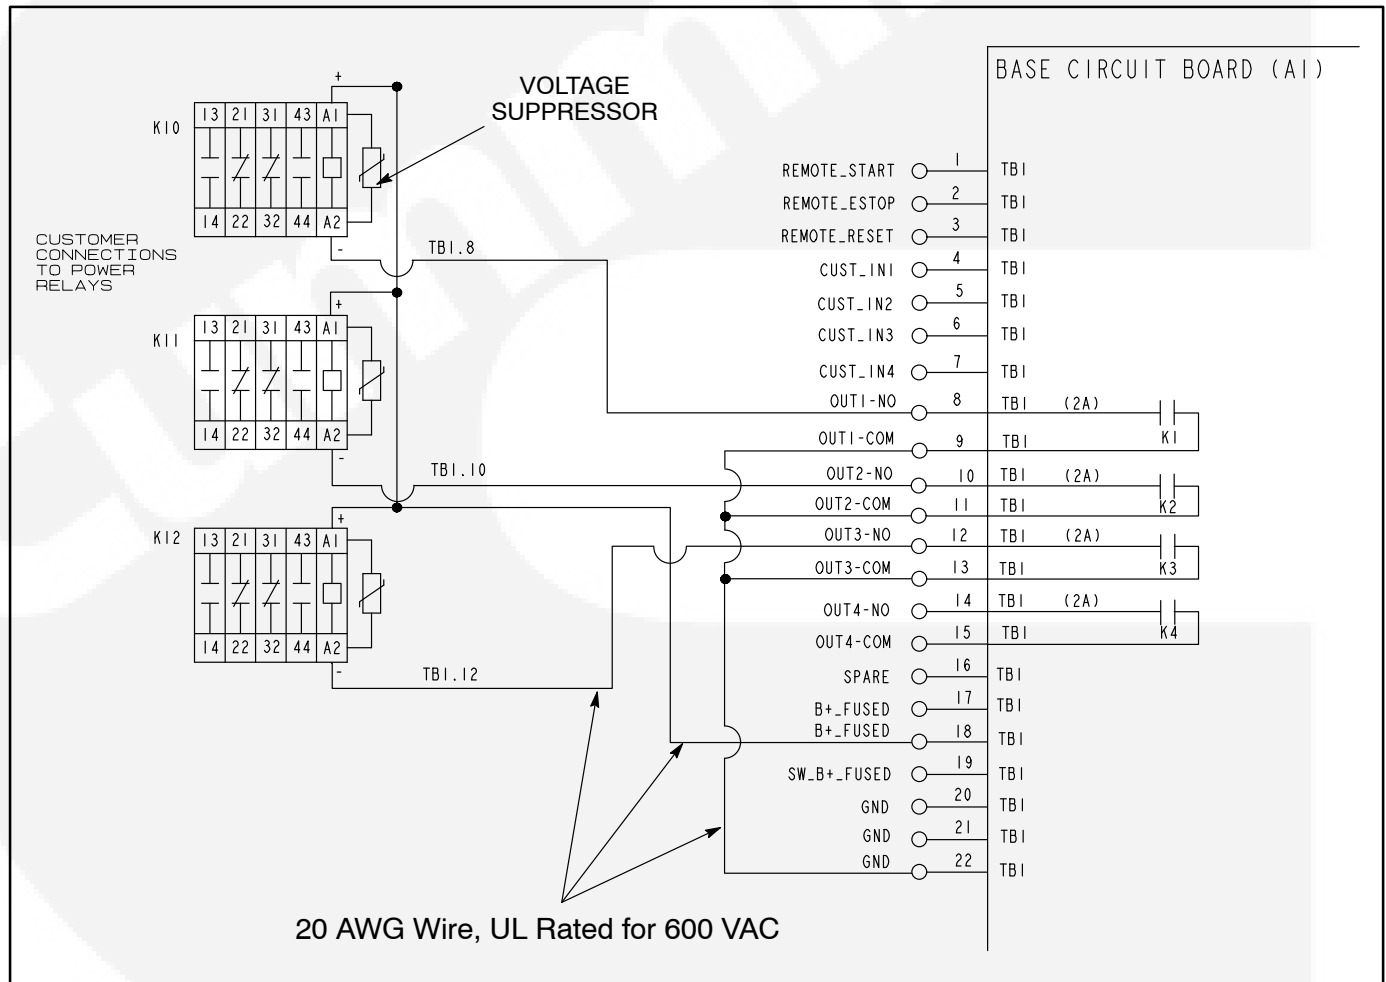 BASE CIRCUIT BOARD (A1)
VOLTAGE
SUPPRESSOR
+
K10
13 21 31 43 A1
14 22 32 44 A2
-
TB1.8
CUSTOMER
CONNECTIONS
TO POWER
RELAYS
+
K11
13 21 31 43 A1
14 22 32 44 A2
-
TB1.10
+
K12
13 21 31 43 A1
14 22 32 44 A2
-
TB1.12
REMOTE_START 1 TB1
REMOTE_ESTOP 2 TB1
REMOTE_RESET 3 TB1
CUST_IN1 4 TB1
CUST_IN2 5 TB1
CUST_IN3 6 TB1
CUST_IN4 7 TB1
OUT1-NO 8 TB1 (2A)
K1
OUT1-COM 9 TB1
OUT2-NO 10 TB1 (2A)
K2
OUT2-COM 11 TB1
OUT3-NO 12 TB1 (2A)
K3
OUT3-COM 13 TB1
OUT4-NO 14 TB1 (2A)
K4
OUT4-COM 15 TB1
SPARE 16 TB1
B+_FUSED 17 TB1
B+_FUSED 18 TB1
SW_B+_FUSED 19 TB1
GND 20 TB1
GND 21 TB1
GND 22 TB1
20 AWG Wire, UL Rated for 600 VAC